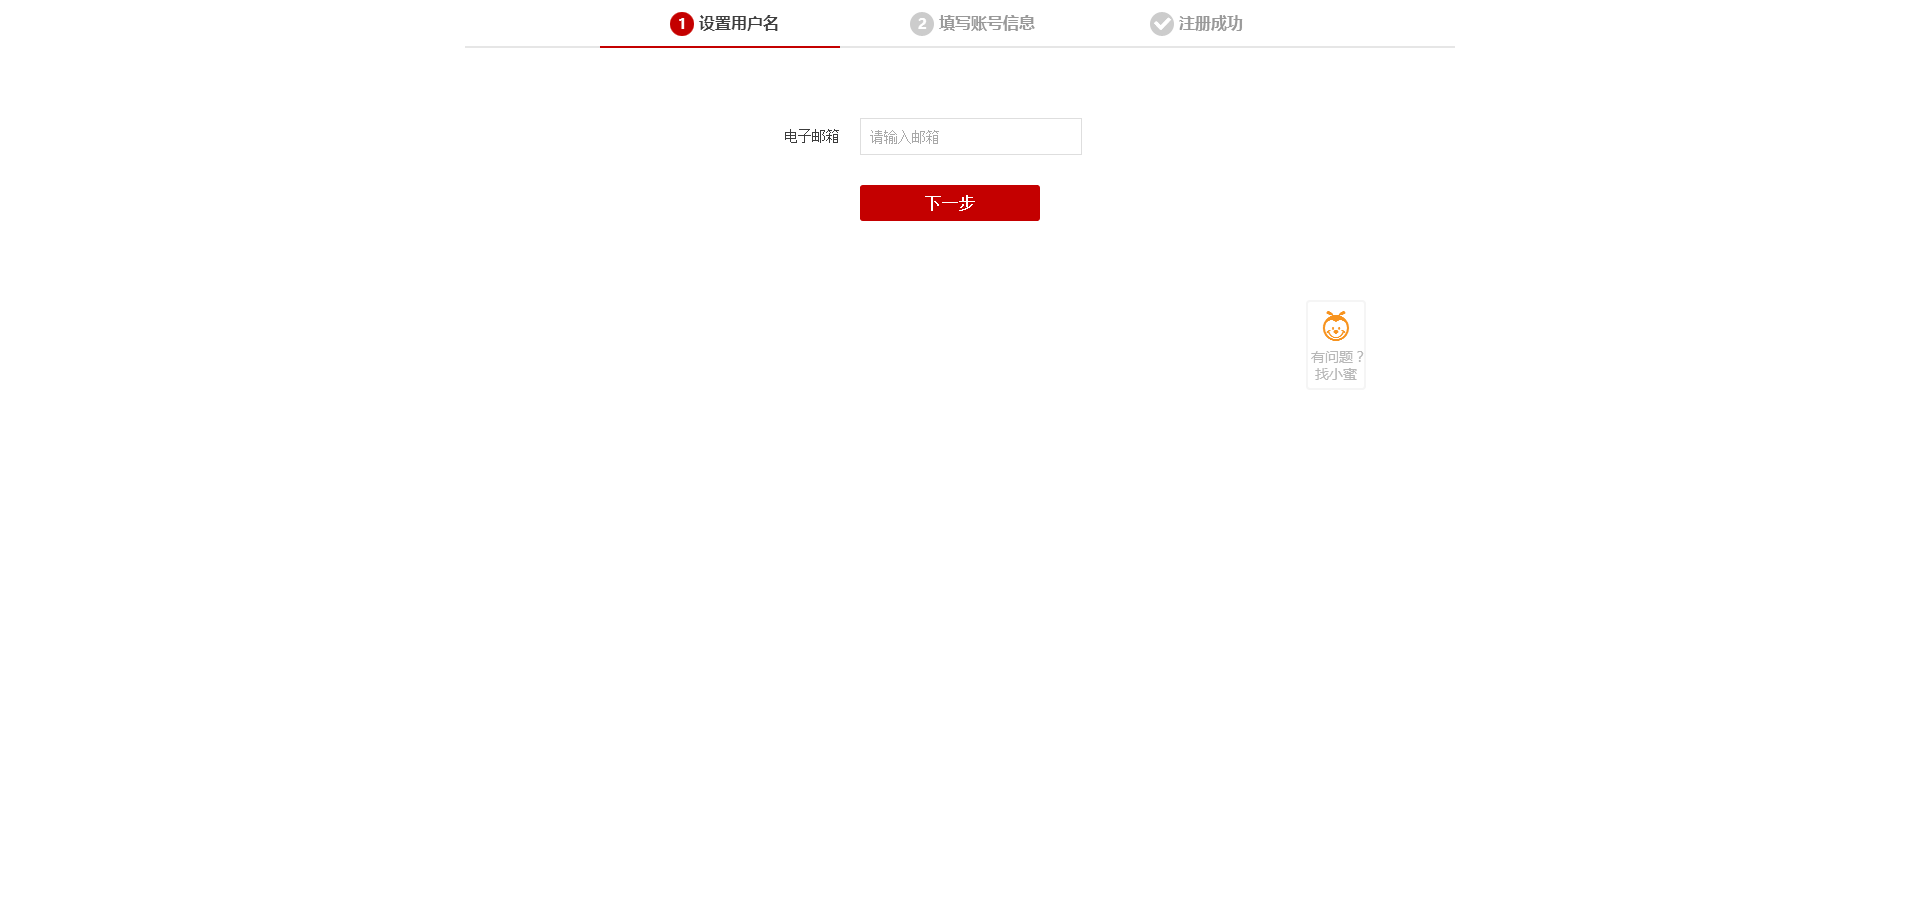 1 设置用户名
2 填写账号信息
注册成功
电子邮箱 请输入邮箱
下一步
有问题？
找小蜜